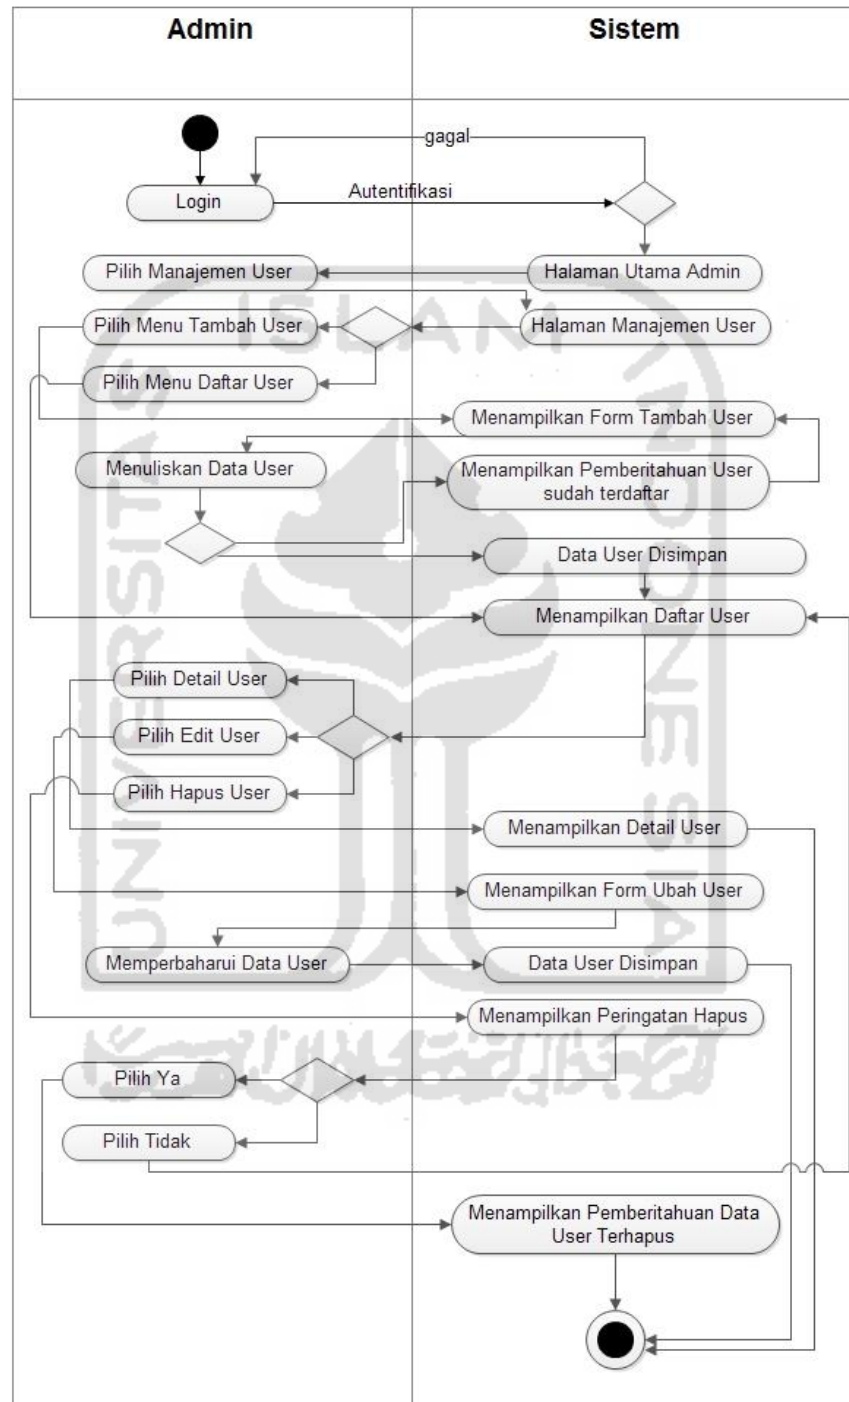 Admin
Sistem
gagal
Login
Autentifikasi
Pilih Manajemen User
Halaman Utama Admin
Pilih Menu Tambah User
Halaman Manajemen User
Pilih Menu Daftar User
Menampilkan Form Tambah User
Menuliskan Data User
Menampilkan Pemberitahuan User
sudah terdaftar
Data User Disimpan
Menampilkan Daftar User
Pilih Detail User
Pilih Edit User
Pilih Hapus User
Menampilkan Detail User
Menampilkan Form Ubah User
Memperbaharui Data User
Data User Disimpan
Menampilkan Peringatan Hapus
Pilih Ya
Pilih Tidak
Menampilkan Pemberitahuan Data
User Terhapus
UNIVERSITAS
ISLAM
INDONESIA